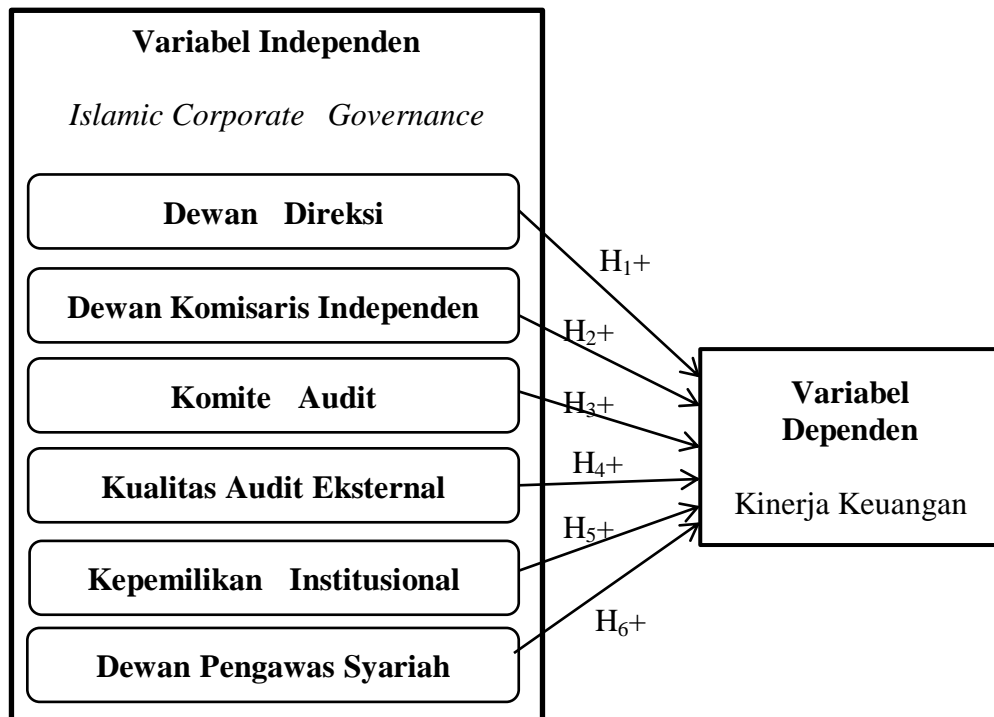 Variabel Independen
Islamic Corporate Governance
Dewan Direksi
Dewan Komisaris Independen
Komite Audit
Kualitas Audit Eksternal
Kepemilikan Institusional
Dewan Pengawas Syariah
H₁+
H₂+
H₃+
H₄+
H₅+
H₆+
Variabel
Dependen
Kinerja Keuangan